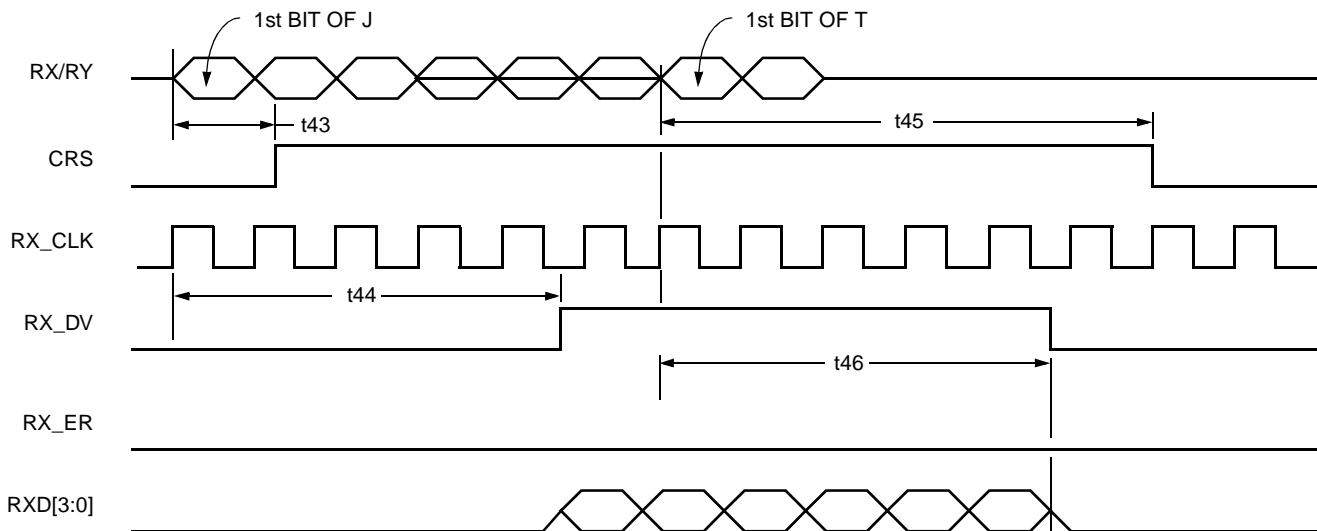 1st BIT OF J
1st BIT OF T
RX/RY
t43
t45
CRS
RX_CLK
t44
RX_DV
t46
RX_ER
RXD[3:0]